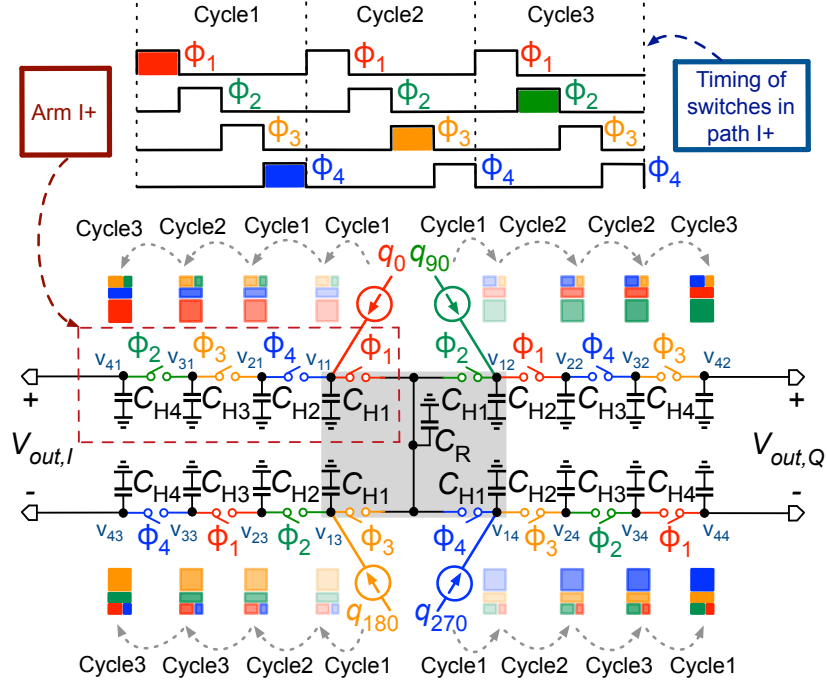 Cycle1 Cycle2 Cycle3
Φ1 Φ1 Φ1
Arm I+
Φ2 Φ2 Φ2
Timing of
switches in
path I+
Φ3 Φ3 Φ3
Φ4 Φ4 Φ4
Cycle3 Cycle2 Cycle1 Cycle1 Cycle1 Cycle2 Cycle2 Cycle3
q0 q90
Φ2 Φ3 Φ4 Φ1 Φ2 Φ1 Φ4 Φ3
v41 v31 v21 v11 v12 v22 v32 v42
+ CH4 CH3 CH2 CH1 CH1 CH2 CH3 CH4 +
CR
Vout,I Vout,Q
- CH4 CH3 CH2 CH1 CH1 CH2 CH3 CH4 -
v43 v33 v23 v13 v14 v24 v34 v44
Φ4 Φ1 Φ2 Φ3 Φ4 Φ3 Φ2 Φ1
q180 q270
Cycle3 Cycle3 Cycle2 Cycle1 Cycle1 Cycle2 Cycle3 Cycle1